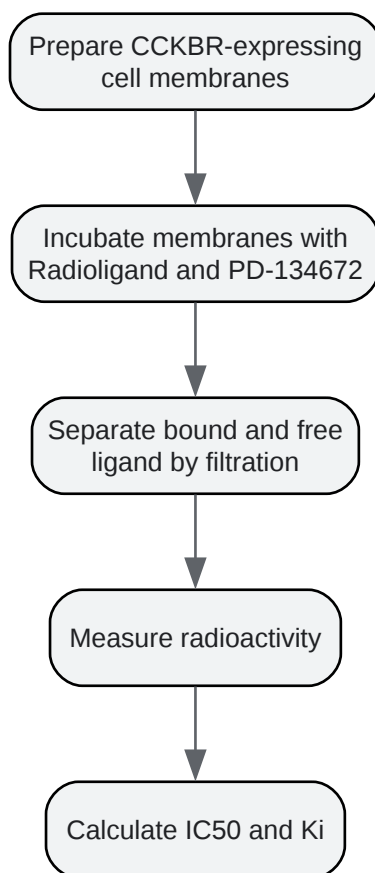 Prepare CCKBR-expressing
cell membranes
Incubate membranes with
Radioligand and PD-134672
Separate bound and free
ligand by filtration
Measure radioactivity
Calculate IC50 and Ki